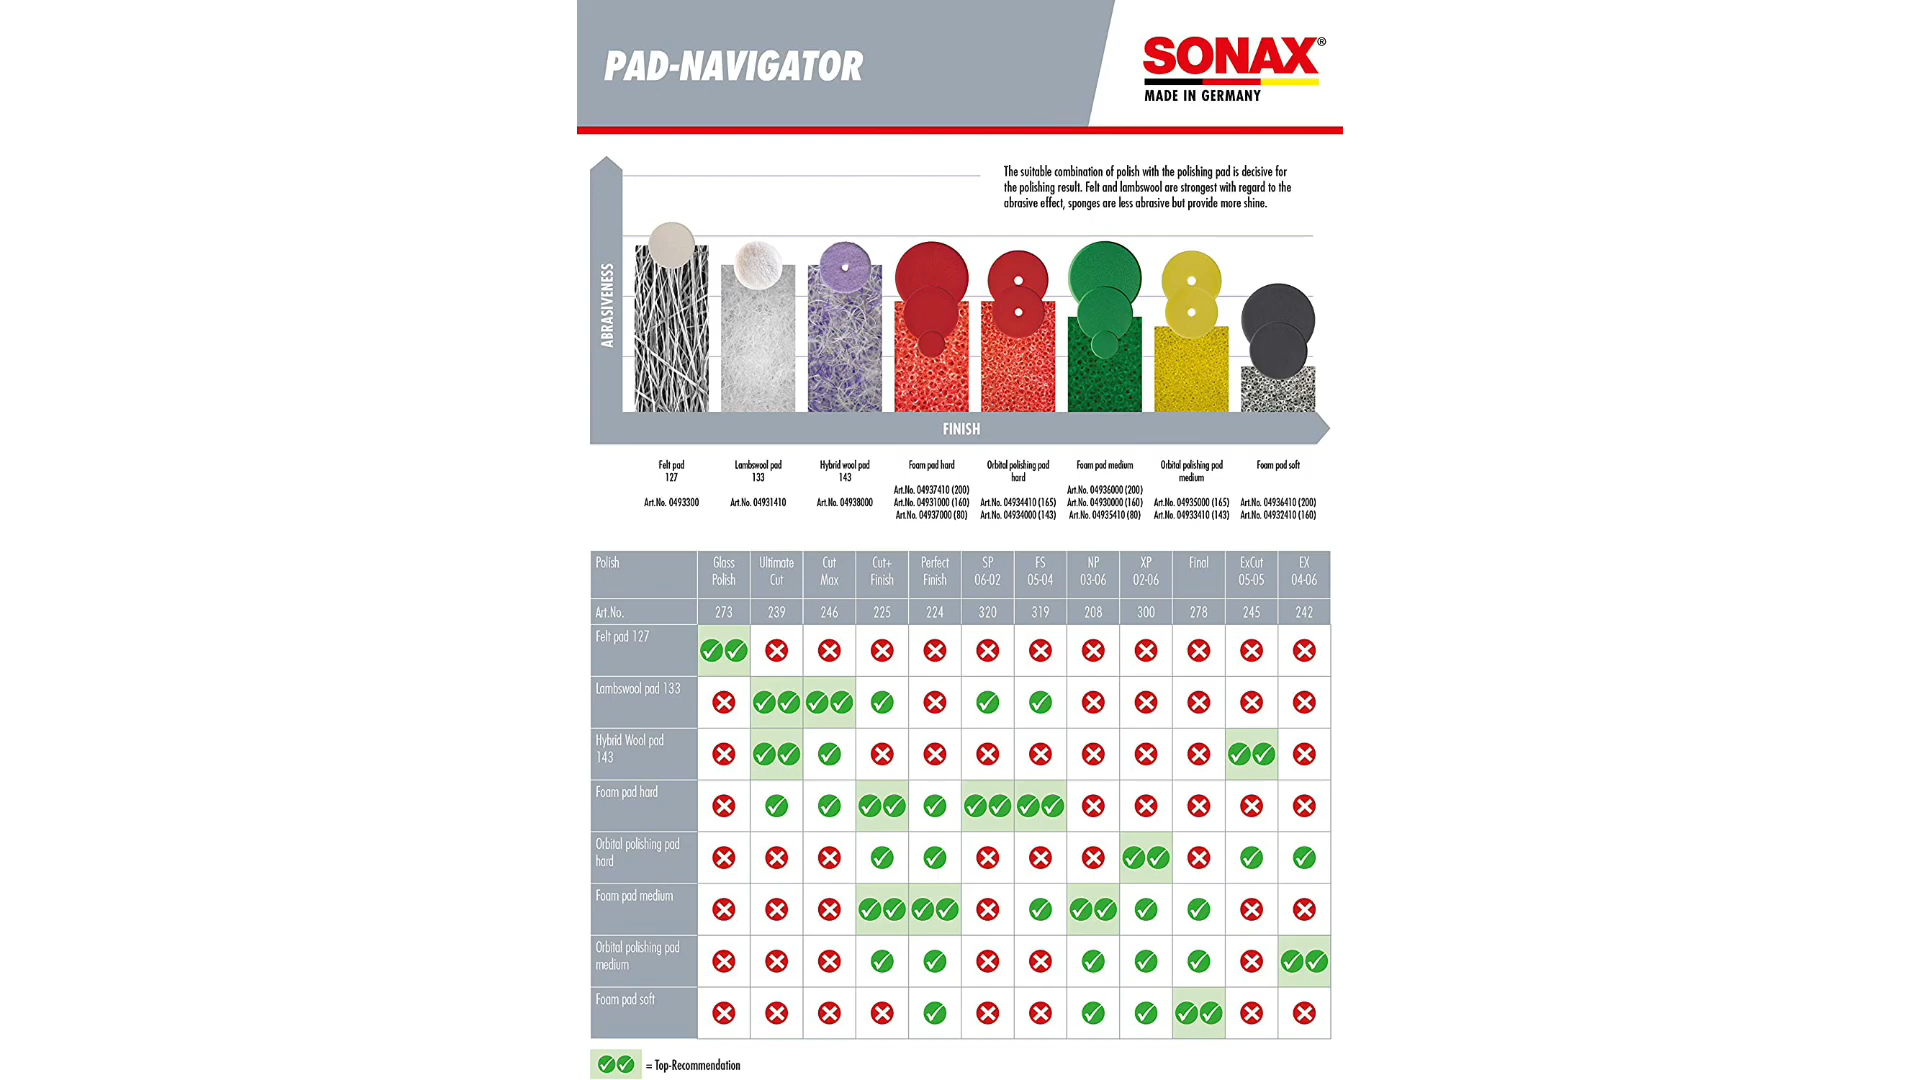 PAD-NAVIGATOR
SONAX®
MADE IN GERMANY
The suitable combination of polish with the polishing pad is decisive for
the polishing result. Felt and lambswool are strongest with regard to the
abrasive effect, sponges are less abrasive but provide more shine.
ABRASIVENESS
FINISH
Felt pad
127
Art.No. 0493300
Lambswool pad
133
Art.No. 04931410
Hybrid wool pad
143
Art.No. 04938000
Foam pad hard
Art.No. 04937410 (200)
Art.No. 04931000 (160)
Art.No. 04937000 (80)
Orbital polishing pad
hard
Art.No. 04934410 (165)
Art.No. 04934000 (143)
Foam pad medium
Art.No. 04936000 (200)
Art.No. 04930000 (160)
Art.No. 04935410 (80)
Orbital polishing pad
medium
Art.No. 04935000 (165)
Art.No. 04933410 (143)
Foam pad soft
Art.No. 04936410 (200)
Art.No. 04932410 (160)
Polish
Glass
Polish
Ultimate
Cut
Cut
Max
Cut+
Finish
Perfect
Finish
SP
06-02
FS
05-04
NP
03-06
XP
02-06
Final
ExCut
05-05
EX
04-06
Art.No. 273 239 246 225 224 320 319 208 300 278 245 242
Felt pad 127
Lambswool pad 133
Hybrid Wool pad
143
Foam pad hard
Orbital polishing pad
hard
Foam pad medium
Orbital polishing pad
medium
Foam pad soft
= Top-Recommendation